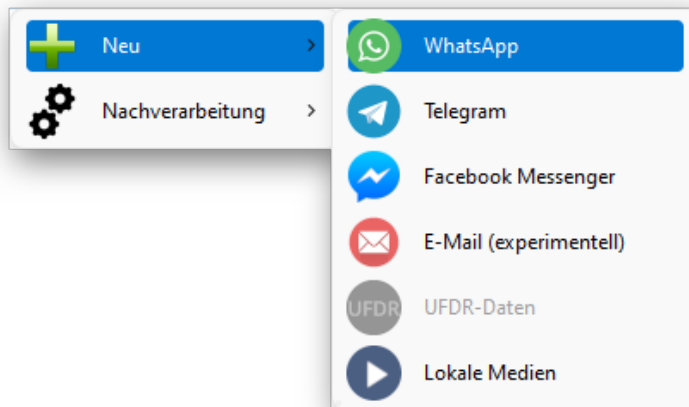 Neu
Nachverarbeitung
WhatsApp
Telegram
Facebook Messenger
E-Mail (experimentell)
UFDR
UFDR-Daten
Lokale Medien